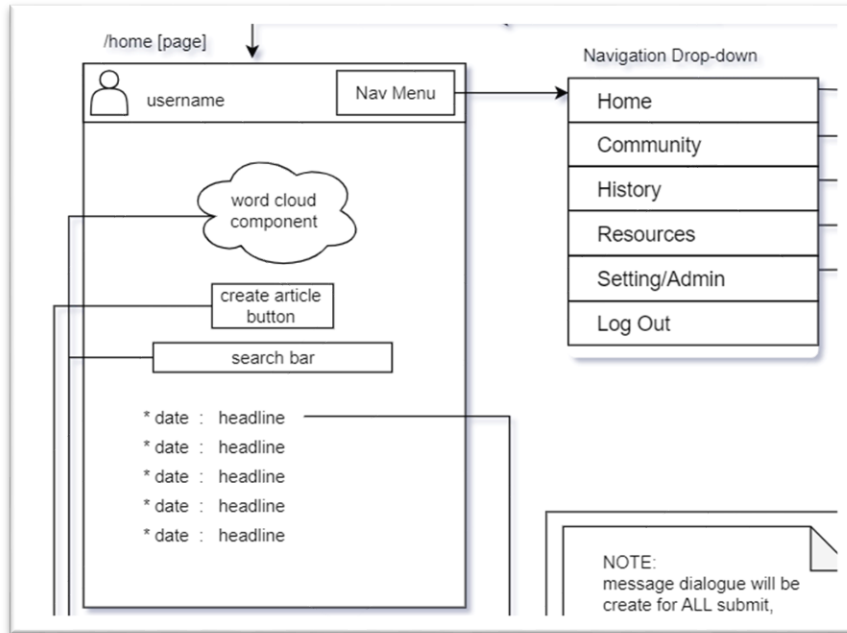 /home [page]
username
Nav Menu
word cloud
component
create article
button
search bar
* date : headline
* date : headline
* date : headline
* date : headline
* date : headline
Navigation Drop-down
Home
Community
History
Resources
Setting/Admin
Log Out
NOTE:
message dialogue will be
create for ALL submit,